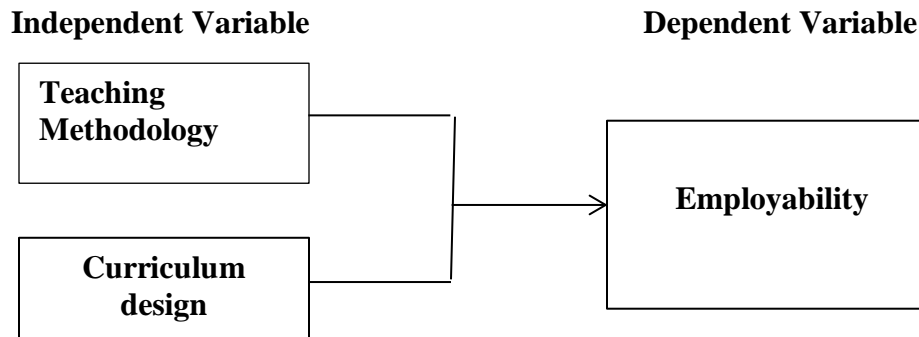 Independent Variable
Dependent Variable
Teaching
Methodology
Employability
Curriculum
design